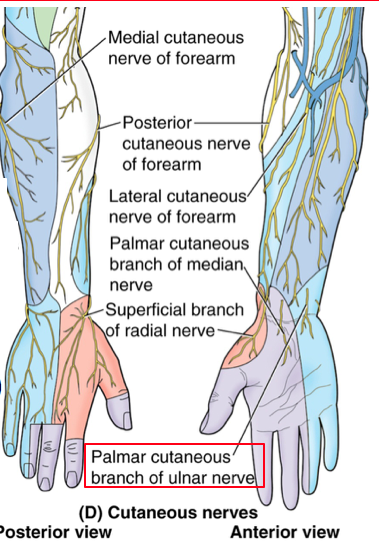 Medial cutaneous
nerve of forearm
Posterior
cutaneous nerve
of forearm
Lateral cutaneous
nerve of forearm
Palmar cutaneous
branch of median
nerve
Superficial branch
of radial nerve
Palmar cutaneous
branch of ulnar nerve
(D) Cutaneous nerves
Posterior view
Anterior view